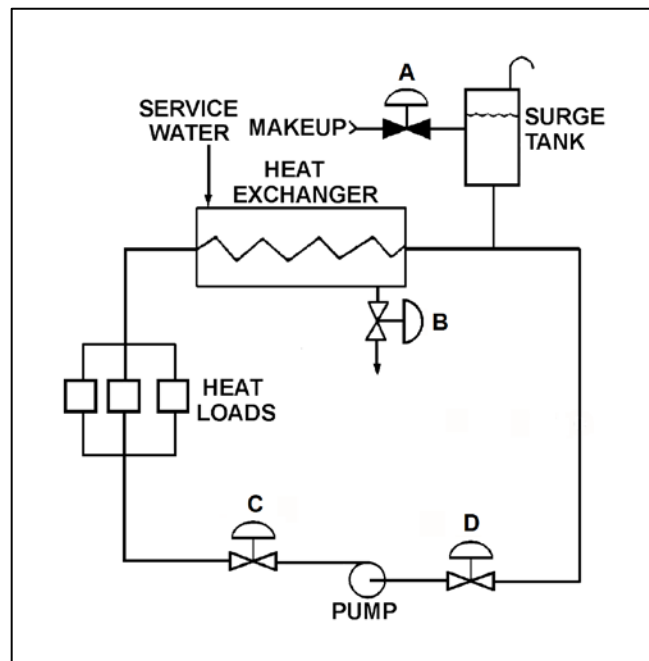 A
SERVICE
WATER
MAKEUP
SURGE
TANK
HEAT
EXCHANGER
B
HEAT
LOADS
C
D
PUMP